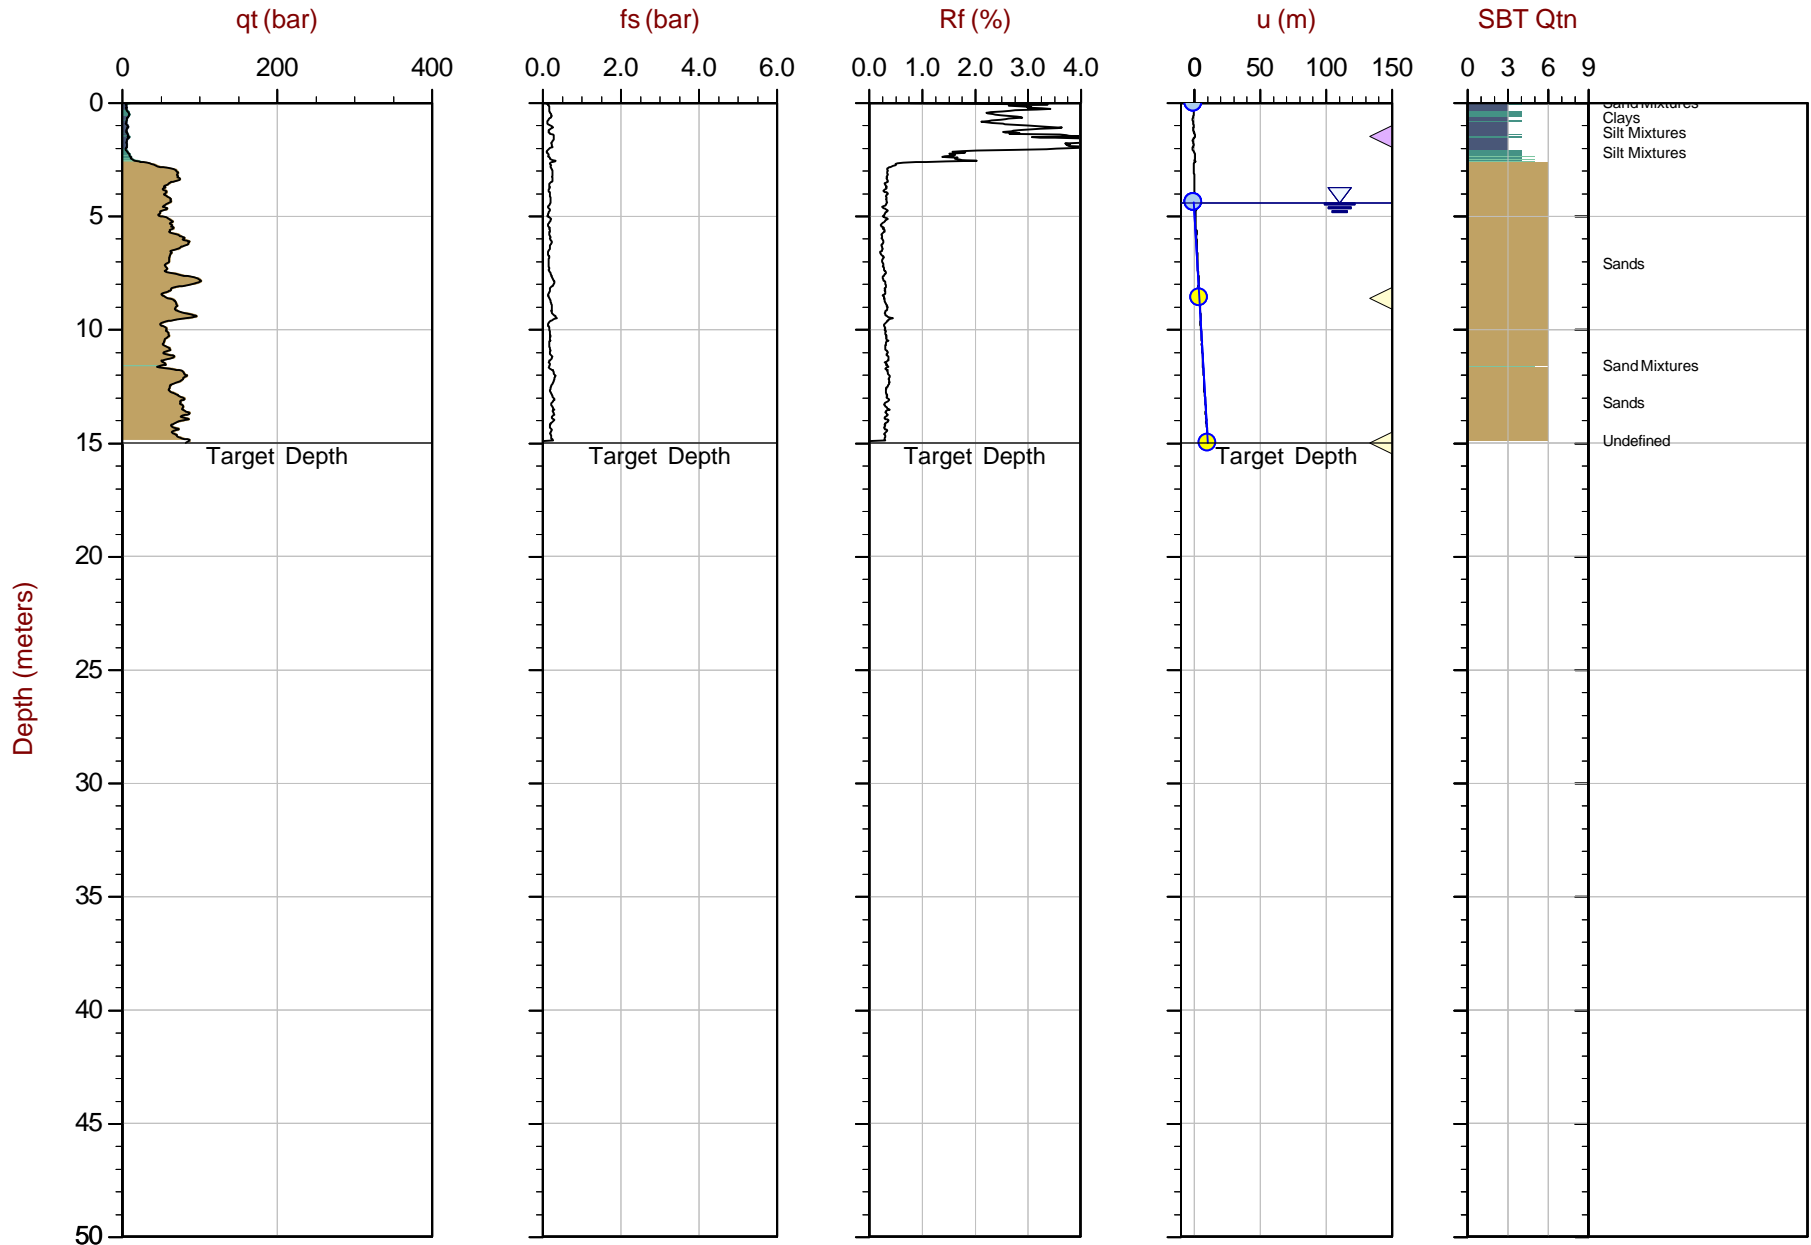 qt (bar) fs (bar) Rf (%) u (m) SBT Qtn
0 200 400 0.0 2.0 4.0 6.0 0.0 1.0 2.0 3.0 4.0 0 50 100 150 0 3 6 9
0
Sand Mixtures
Clays
Silt Mixtures
Silt Mixtures
5
Sands
10
Sand Mixtures
Sands
15
Undefined
Target Depth Target Depth Target Depth Target Depth
20
25
Depth (meters)
30
35
40
45
50